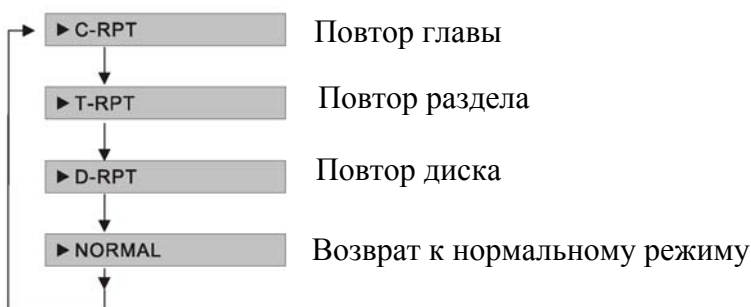 ►C-RPT Повтор главы
►T-RPT Повтор раздела
►D-RPT Повтор диска
►NORMAL Возврат к нормальному режиму